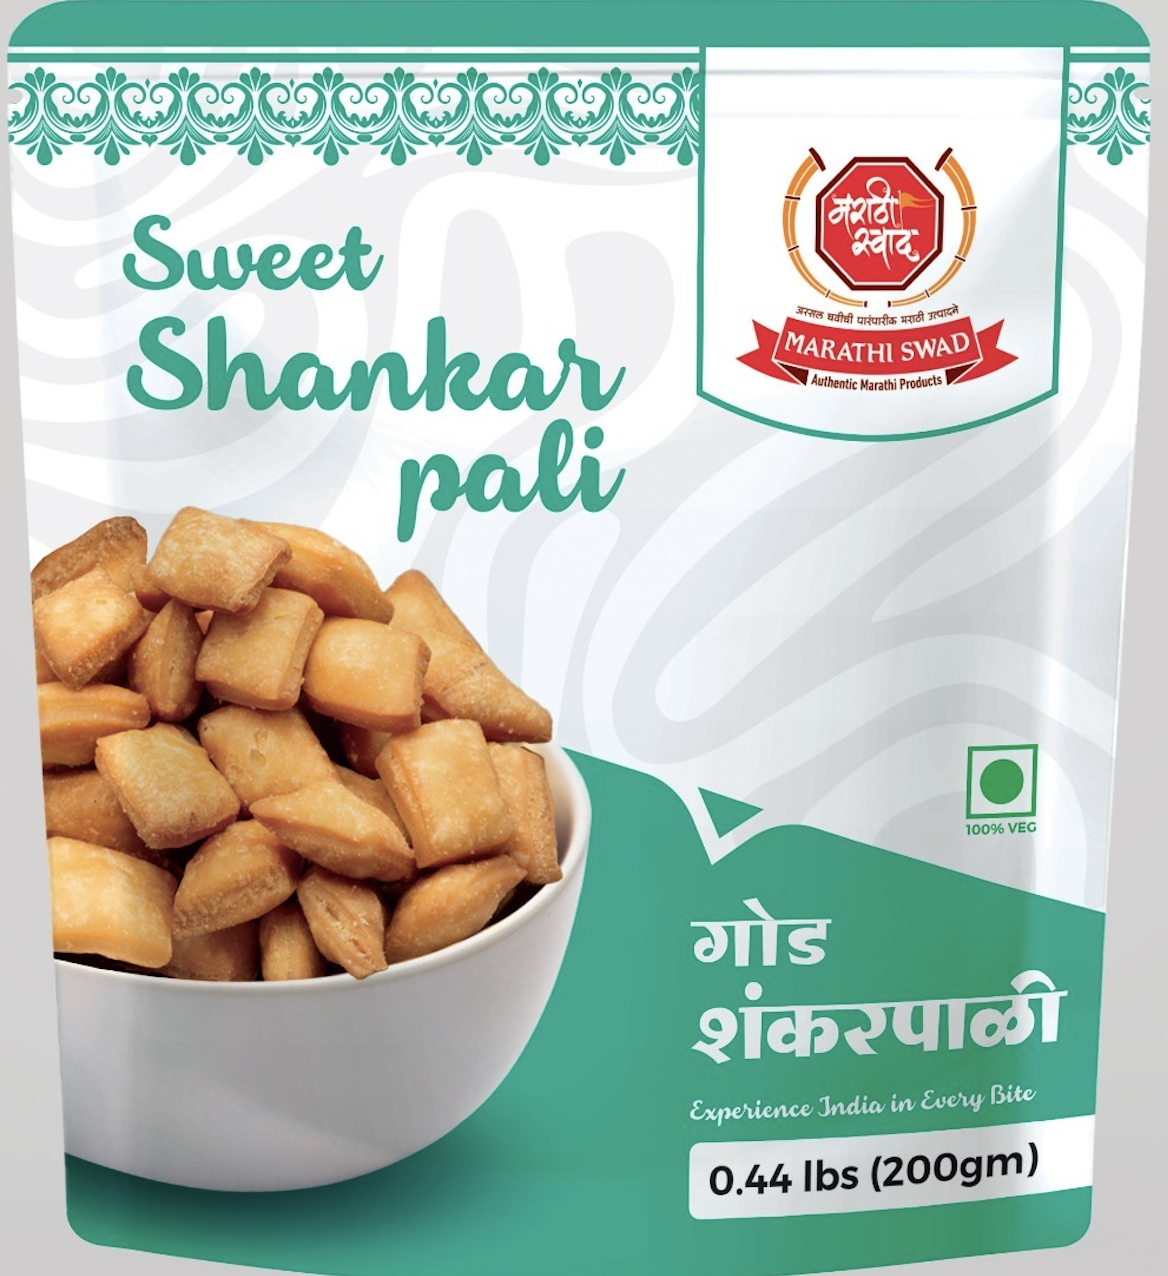 Sweet
Shankar
pali
मराठी
स्वाद
अस्सल चवीची पारंपारीक मराठी उत्पादने
MARATHI SWAD
Authentic Marathi Products
100% VEG
गोड
शंकरपाळी
Experience India in Every Bite
0.44 lbs (200gm)